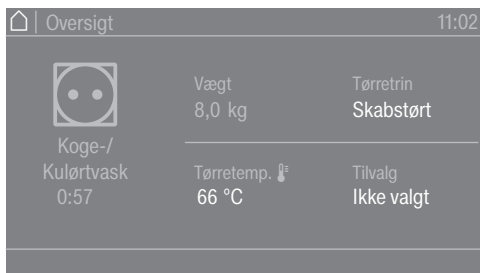 Oversigt
11:02
Koge-/
Kulørtvask
0:57
Vægt
8,0 kg
Tørretrin
Skabstørt
Tørretemp.
66 °C
Tilvalg
Ikke valgt